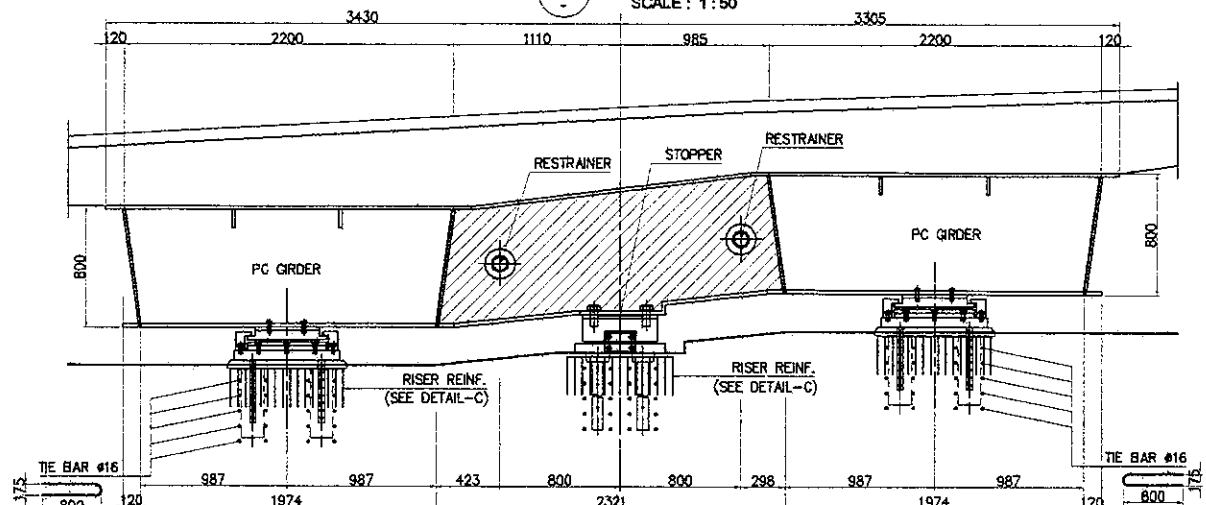 SCALE: 1:50
3430 3305
120 2200 1110 985 2200 120
RESTRAINER
STOPPER
RESTRAINER
800
PC GIRDER
PC GIRDER
800
RISER REINF.
(SEE DETAIL-C)
RISER REINF.
(SEE DETAIL-C)
TIE BAR ø16
TIE BAR ø16
175
800
987 987 423 800 800 298 987 987
175
800
120 1974 2321 1974 120